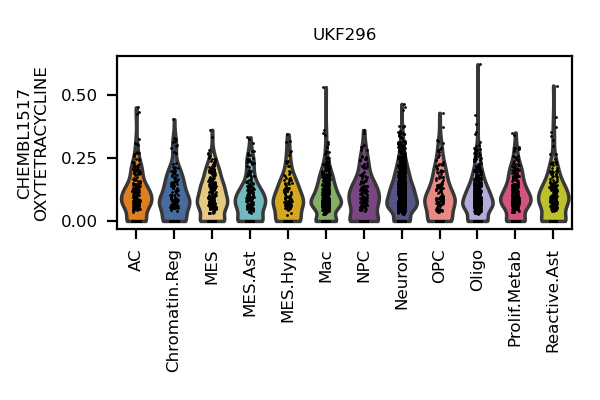 UKF296
CHEMBL1517
OXYTETRACYCLINE
0.50
0.25
0.00
AC
Chromatin.Reg
MES
MES.Ast
MES.Hyp
Mac
NPC
Neuron
OPC
Oligo
Prolif.Metab
Reactive.Ast